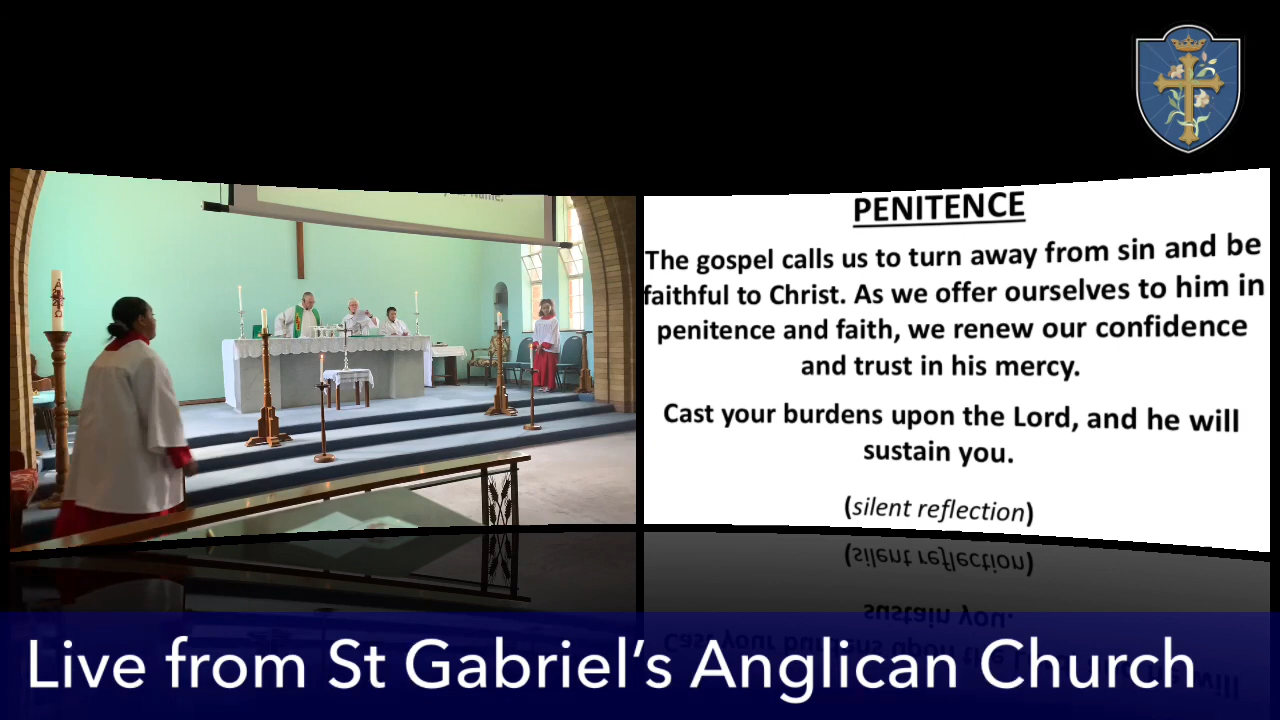 Name.
PENITENCE
The gospel calls us to turn away from sin and be
faithful to Christ. As we offer ourselves to him in
penitence and faith, we renew our confidence
and trust in his mercy.
Cast your burdens upon the Lord, and he will
sustain you.
(silent reflection)
Live from St Gabriel’s Anglican Church